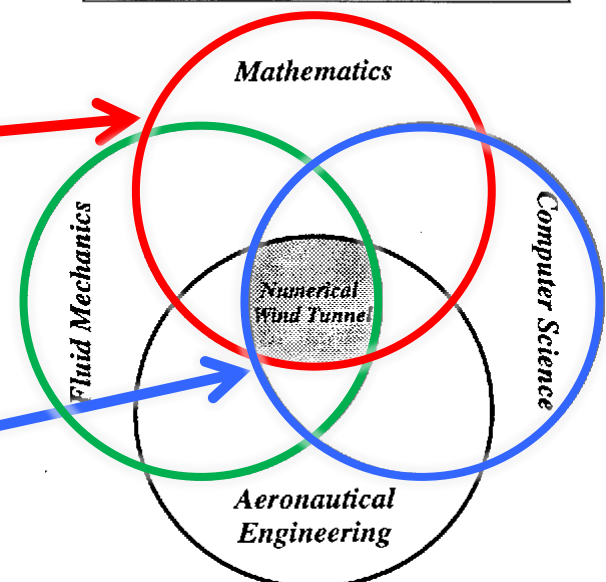 Mathematics
Fluid Mechanics
Computer Science
Numerical
Wind Tunnel
Aeronautical
Engineering